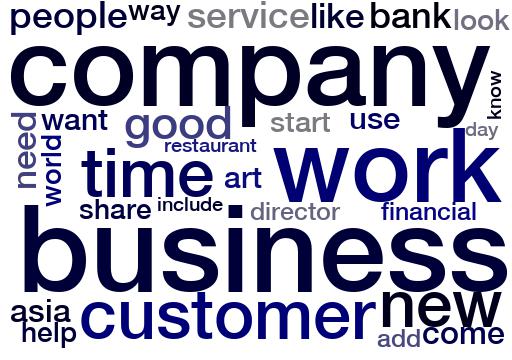 people way service like bank look
company
know
need want good start use day
world restaurant
time art work
share include director financial
business
asia customer new
help add come